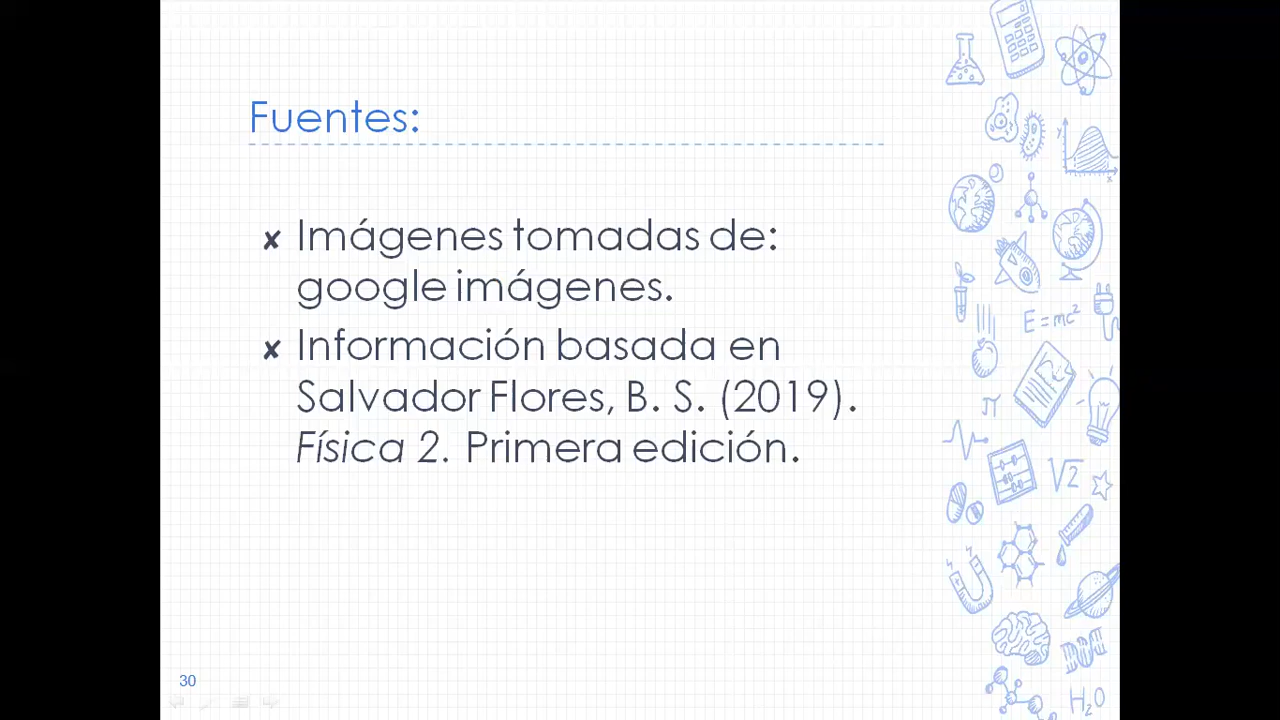 Fuentes:
✘ Imágenes tomadas de:
google imágenes.
✘ Información basada en
Salvador Flores, B. S. (2019).
Física 2. Primera edición.
30
y
x
E = mc²
π
√2
H₂O